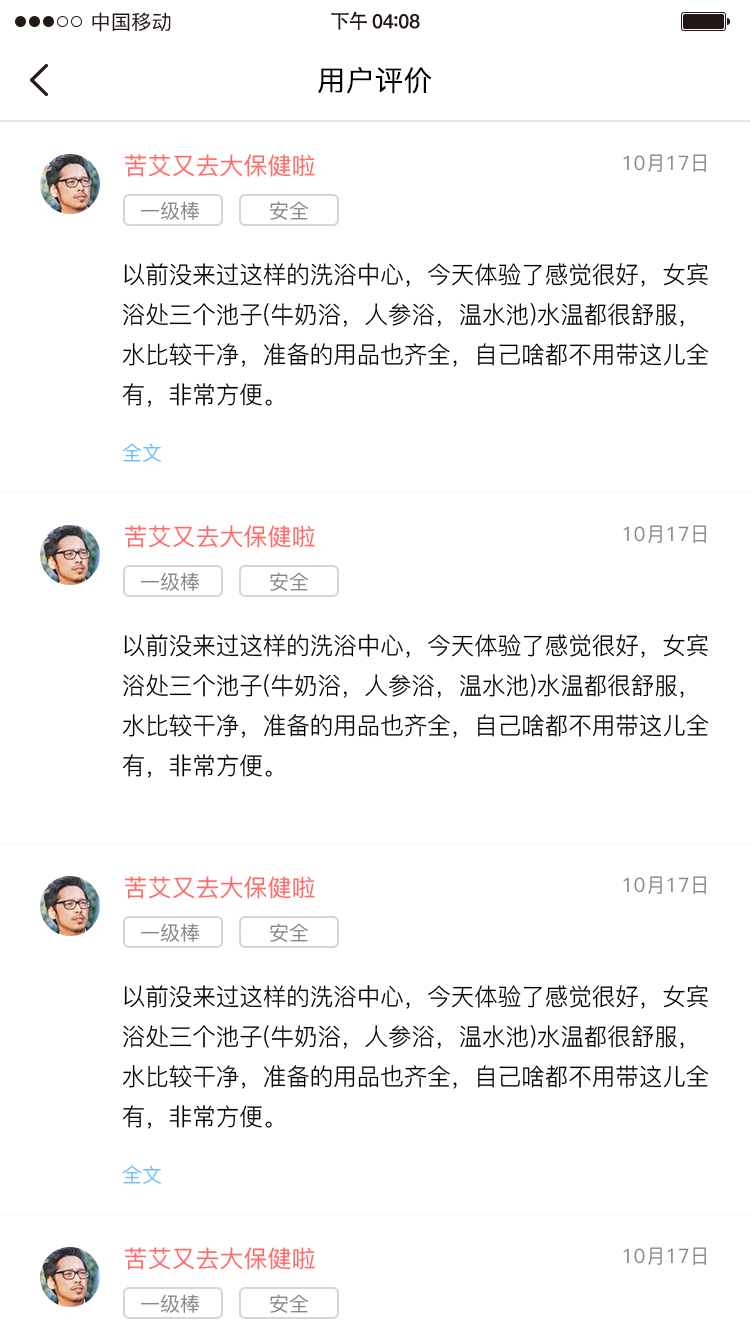 中国移动 下午 04:08
用户评价
苦艾又去大保健啦 10月17日
一级棒 安全
以前没来过这样的洗浴中心，今天体验了感觉很好，女宾
浴处三个池子(牛奶浴，人参浴，温水池)水温都很舒服，
水比较干净，准备的用品也齐全，自己啥都不用带这儿全
有，非常方便。
全文
苦艾又去大保健啦 10月17日
一级棒 安全
以前没来过这样的洗浴中心，今天体验了感觉很好，女宾
浴处三个池子(牛奶浴，人参浴，温水池)水温都很舒服，
水比较干净，准备的用品也齐全，自己啥都不用带这儿全
有，非常方便。
苦艾又去大保健啦 10月17日
一级棒 安全
以前没来过这样的洗浴中心，今天体验了感觉很好，女宾
浴处三个池子(牛奶浴，人参浴，温水池)水温都很舒服，
水比较干净，准备的用品也齐全，自己啥都不用带这儿全
有，非常方便。
全文
苦艾又去大保健啦 10月17日
一级棒 安全